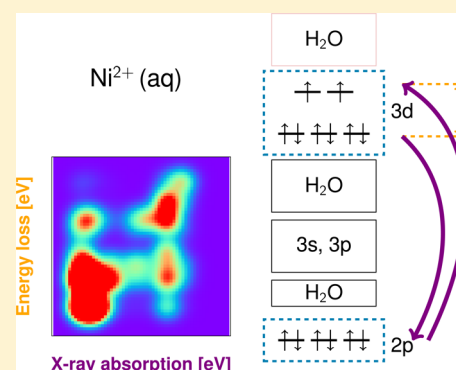 Ni²⁺ (aq)
H₂O
3d
H₂O
3s, 3p
H₂O
2p
Energy loss [eV]
X-ray absorption [eV]